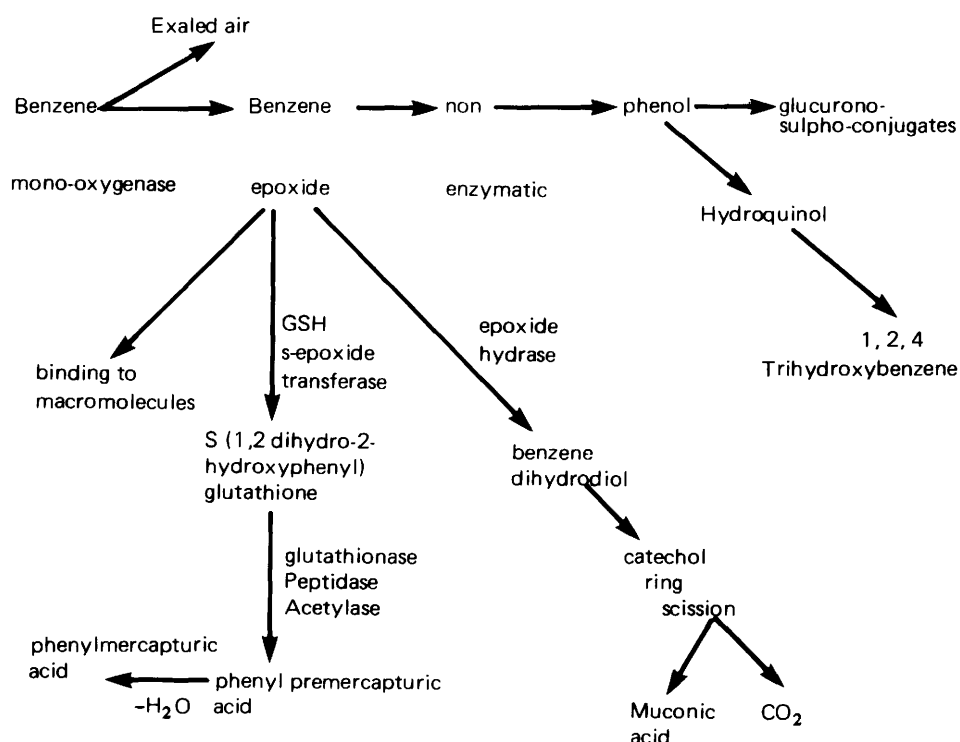 Exaled air
Benzene Benzene non phenol glucurono-
sulpho-conjugates
mono-oxygenase epoxide enzymatic
Hydroquinol
GSH
s-epoxide
transferase
epoxide
hydrase
1, 2, 4
Trihydroxybenzene
binding to
macromolecules
S (1,2 dihydro-2-
hydroxyphenyl)
glutathione
benzene
dihydrodiol
glutathionase
Peptidase
Acetylase
catechol
ring
scission
phenylmercapturic
acid
–H₂O
phenyl premercapturic
acid
Muconic
acid
CO₂